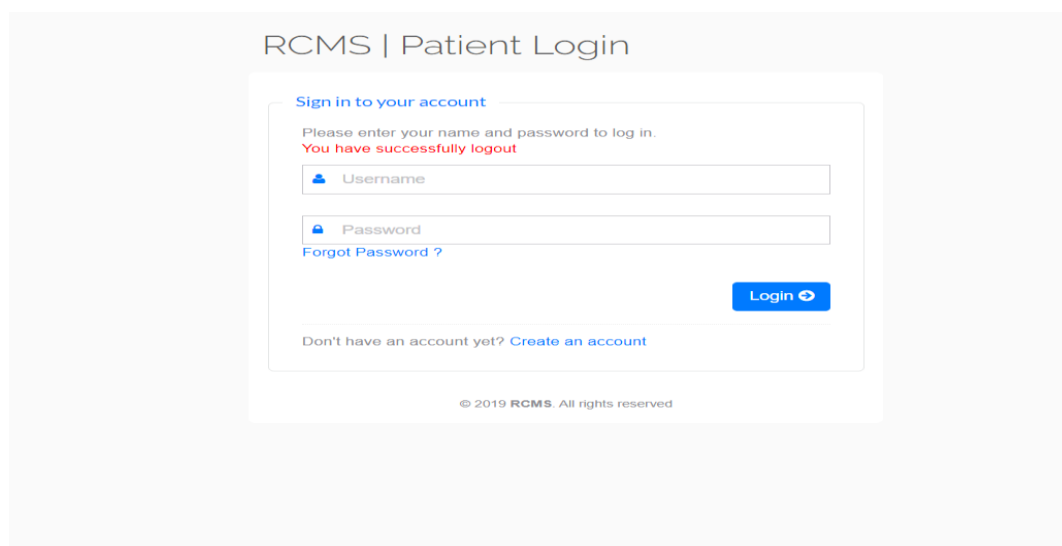 RCMS | Patient Login
Sign in to your account
Please enter your name and password to log in.
You have successfully logout
Username
Password
Forgot Password ?
Login
Don't have an account yet? Create an account
© 2019 RCMS. All rights reserved